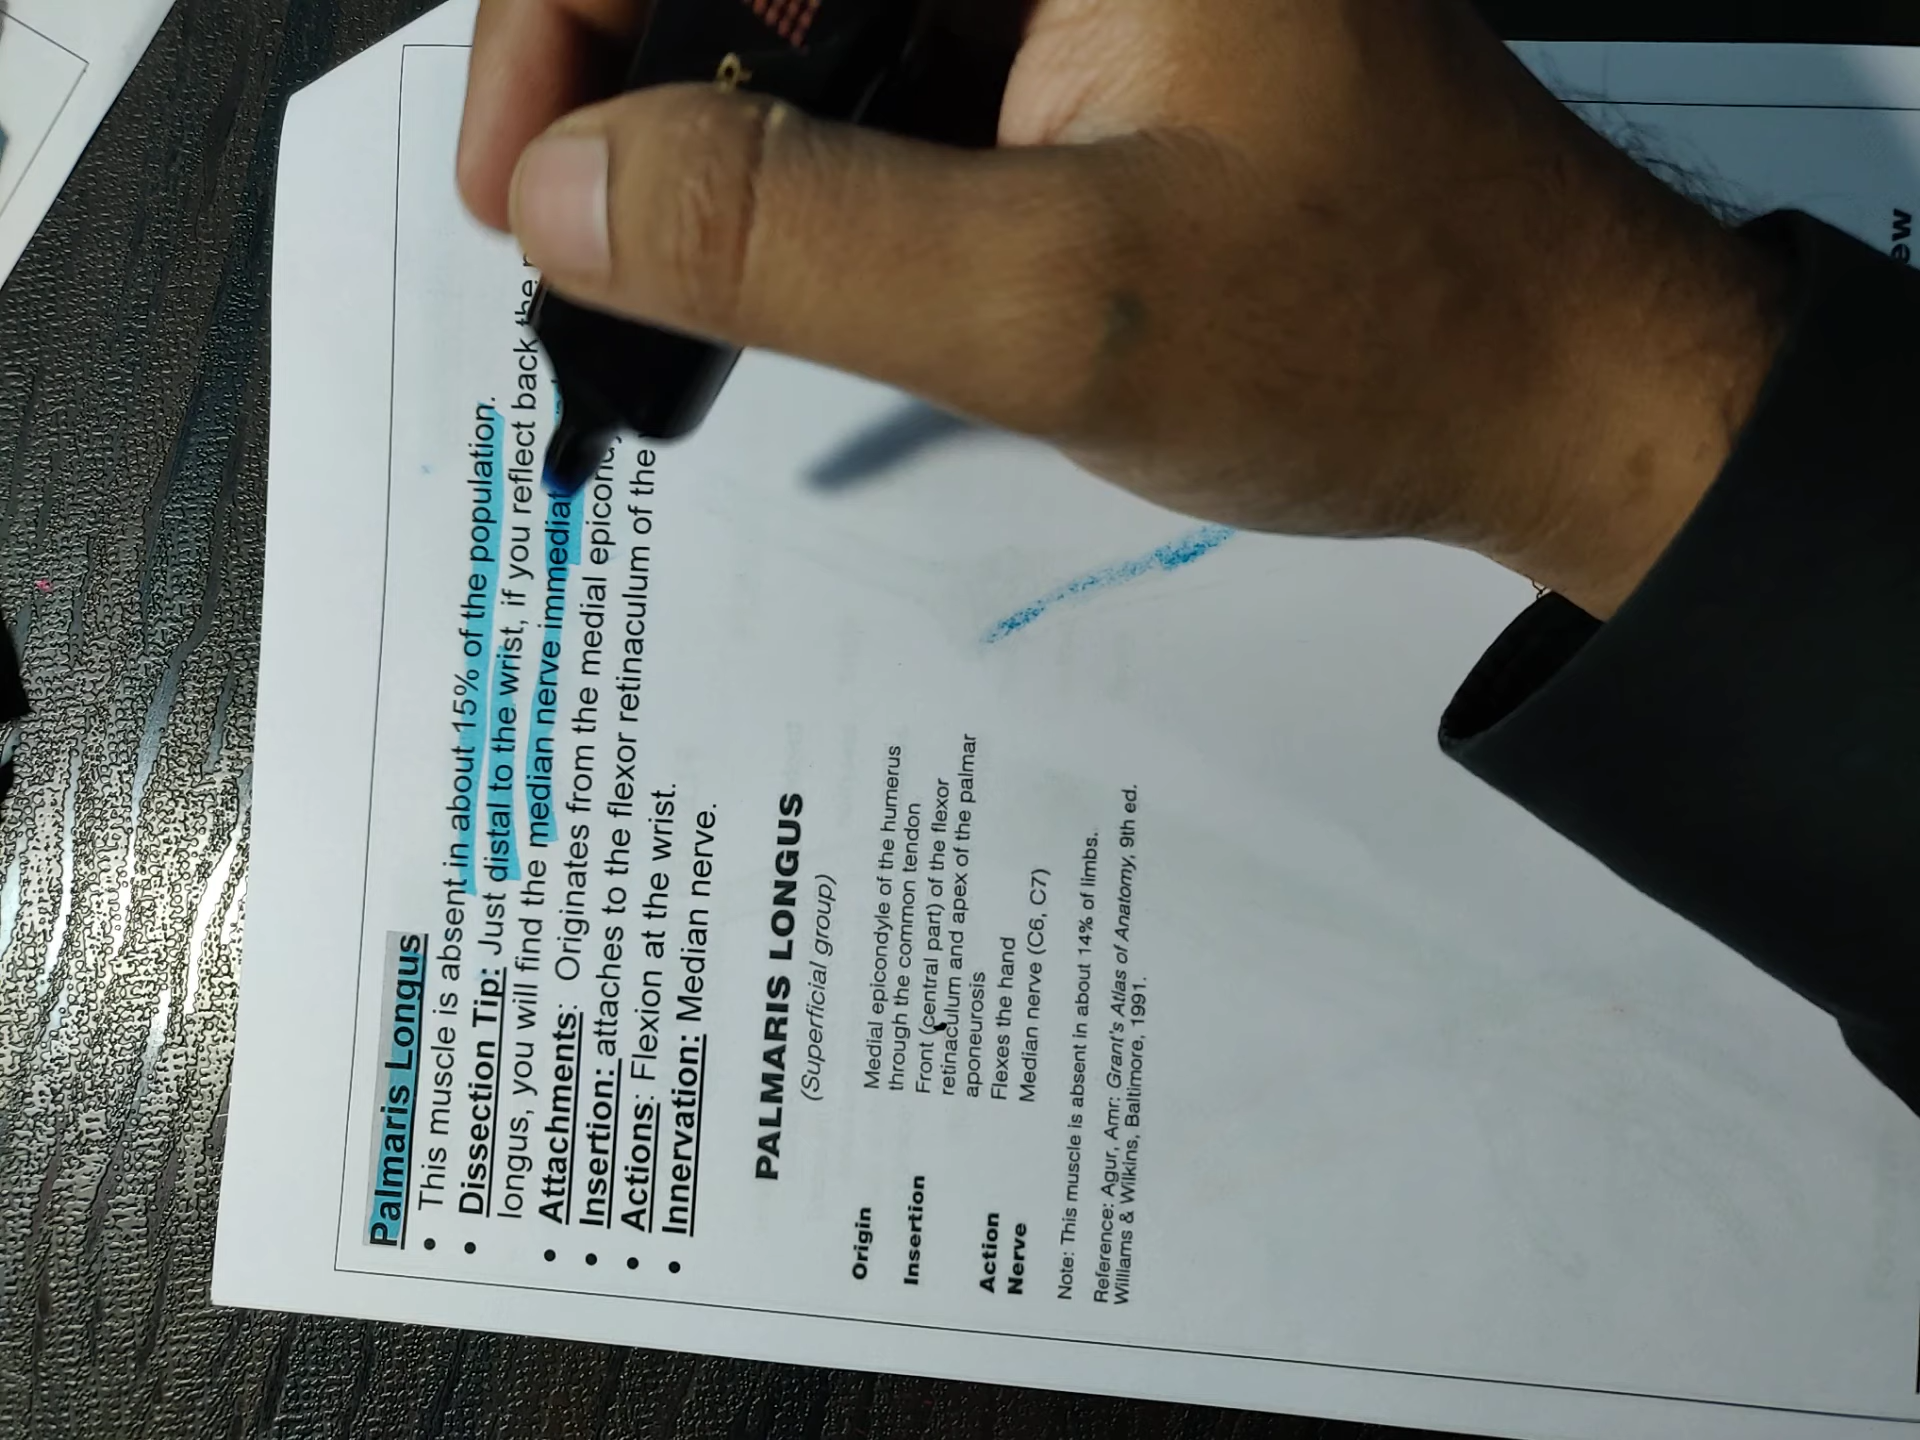 Palmaris Longus
• This muscle is absent in about 15% of the population.
• Dissection Tip: Just distal to the wrist, if you reflect back the
longus, you will find the median nerve immediat
• Attachments: Originates from the medial
• Insertion: attaches to the flexor retinaculum of the
• Actions: Flexion at the wrist.
• Innervation: Median nerve.
PALMARIS LONGUS
(Superficial group)
Origin Medial epicondyle of the humerus
through the common tendon
Insertion Front (central part) of the flexor
retinaculum and apex of the palmar
aponeurosis
Action Flexes the hand
Nerve Median nerve (C6, C7)
Note: This muscle is absent in about 14% of limbs.
Reference: Agur, Amr; Grant's Atlas of Anatomy, 9th ed.
Williams & Wilkins, Baltimore, 1991.